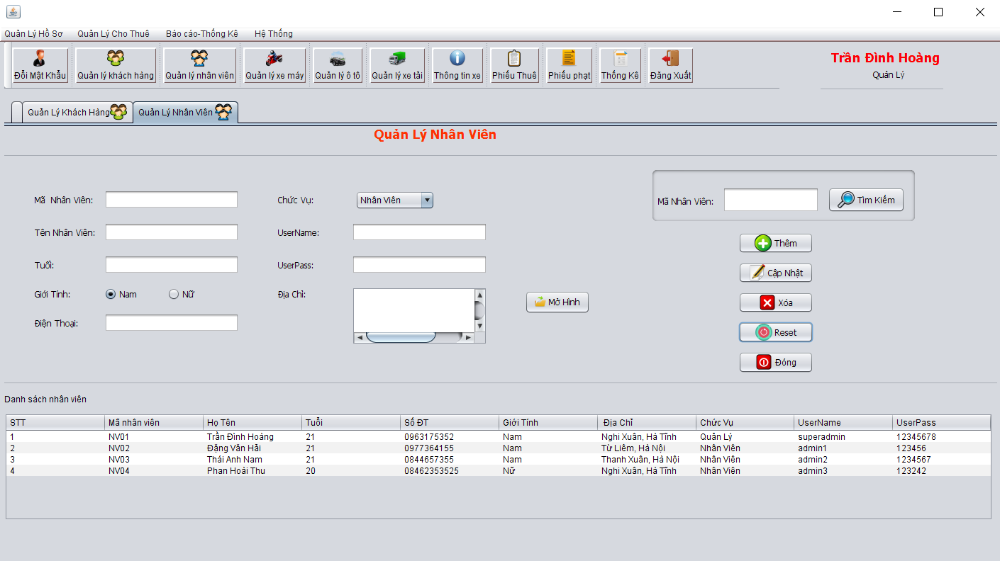 Quản Lý Hồ Sơ Quản Lý Cho Thuê Báo cáo-Thống Kê Hệ Thống
Đổi Mật Khẩu Quản lý khách hàng Quản lý nhân viên Quản lý xe máy Quản lý ô tô Quản lý xe tải Thông tin xe Phiếu Thuê Phiếu phạt Thống Kê Đăng Xuất
Trần Đình Hoàng
Quản Lý
Quản Lý Khách Hàng Quản Lý Nhân Viên
Quản Lý Nhân Viên
Mã Nhân Viên: Chức Vụ: Nhân Viên Mã Nhân Viên: Tìm Kiếm
Tên Nhân Viên: UserName: Thêm
Tuổi: UserPass: Cập Nhật
Giới Tính: Nam Nữ Địa Chỉ: Mở Hình Xóa
Điện Thoại: Reset
Đóng
Danh sách nhân viên
STT Mã nhân viên Họ Tên Tuổi Số ĐT Giới Tính Địa Chỉ Chức Vụ UserName UserPass
1 NV01 Trần Đình Hoàng 21 0963175352 Nam Nghi Xuân, Hà Tĩnh Quản Lý superadmin 12345678
2 NV02 Đặng Văn Hải 21 0977364155 Nam Từ Liêm, Hà Nội Nhân Viên admin1 123456
3 NV03 Thái Anh Nam 21 0844657355 Nam Thanh Xuân, Hà Nội Nhân Viên admin2 1234567
4 NV04 Phan Hoài Thu 20 08462353525 Nữ Nghi Xuân, Hà Tĩnh Nhân Viên admin3 123242